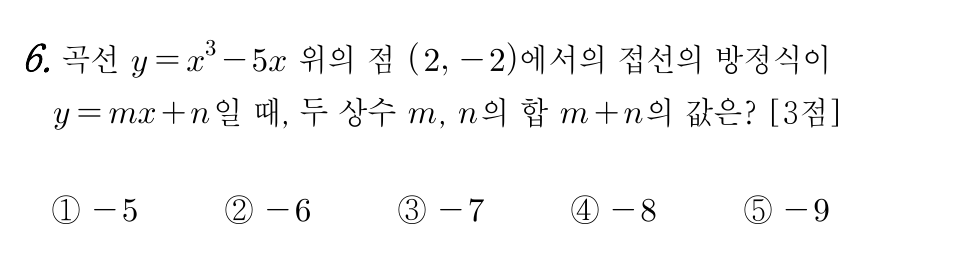 6. 곡선 y=x³-5x 위의 점 (2, -2)에서의 접선의 방정식이
y=mx+n일 때, 두 상수 m, n의 합 m+n의 값은? [3점]
① -5 ② -6 ③ -7 ④ -8 ⑤ -9